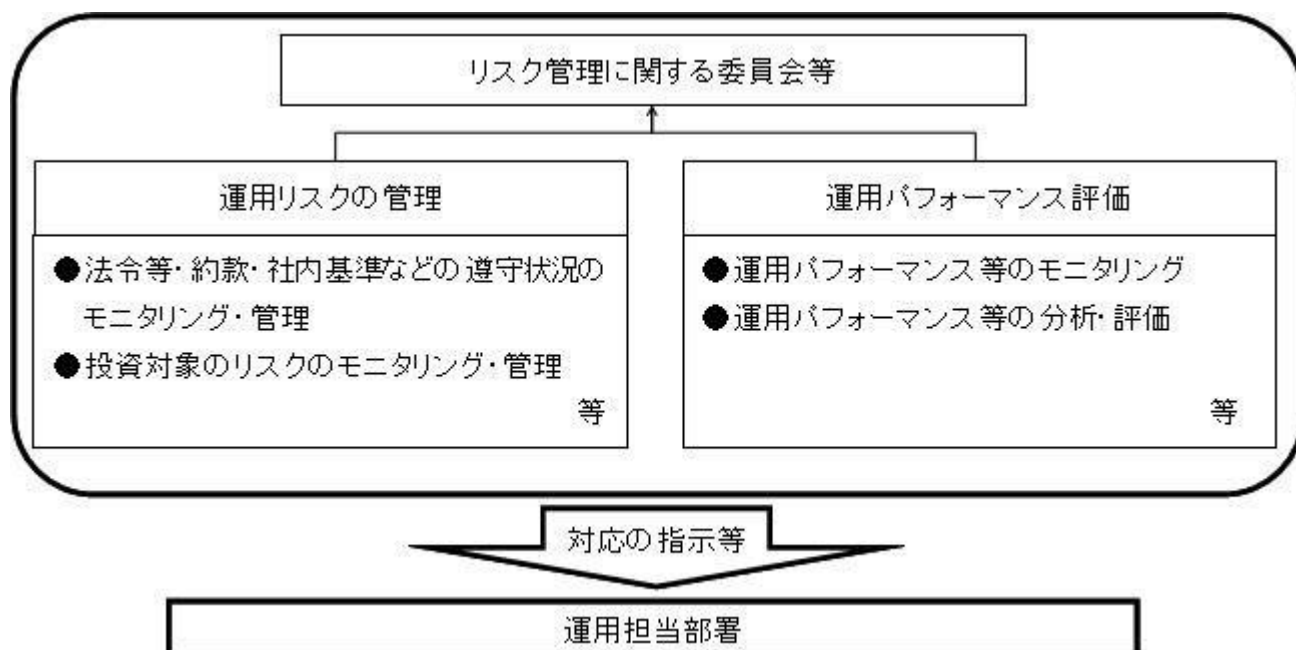 リスク管理に関する委員会等
運用リスクの管理
●法令等・約款・社内基準などの遵守状況の
モニタリング・管理
●投資対象のリスクのモニタリング・管理
等
運用パフォーマンス評価
●運用パフォーマンス等のモニタリング
●運用パフォーマンス等の分析・評価
等
対応の指示等
運用担当部署